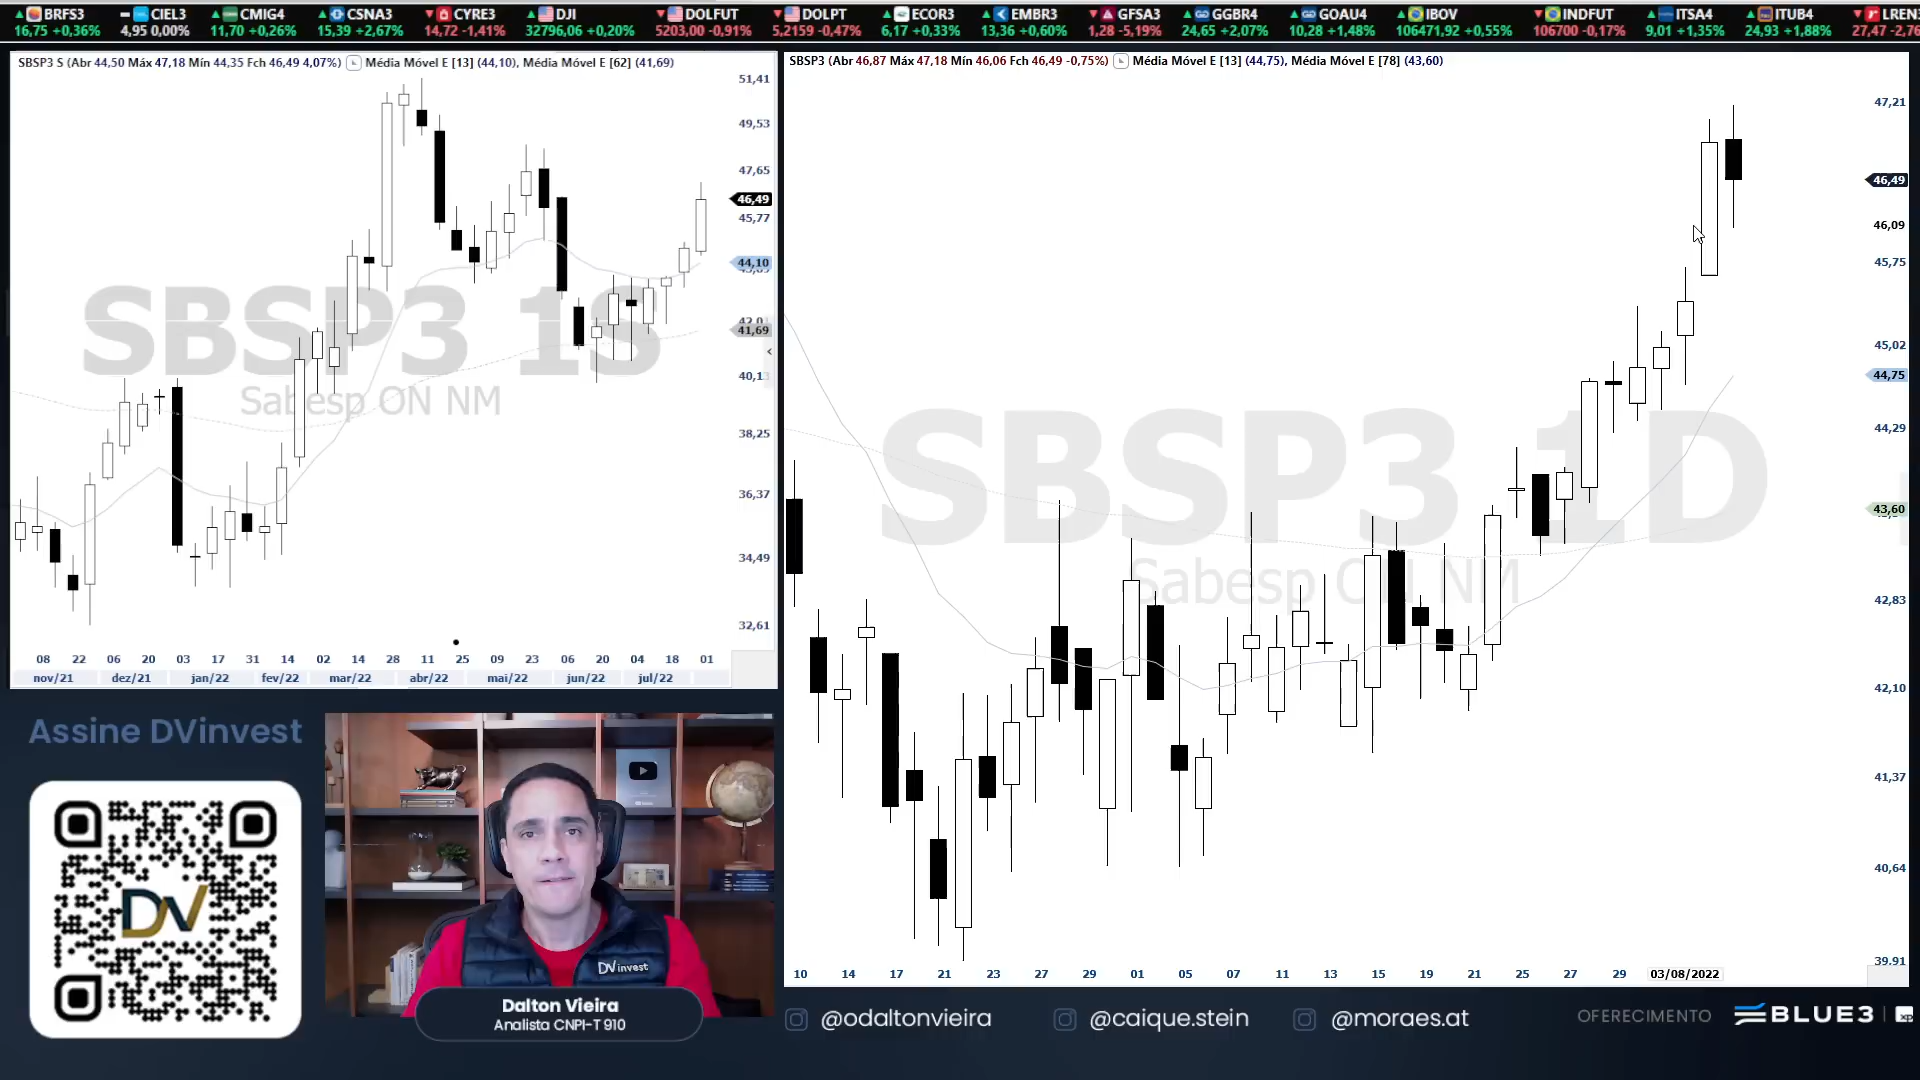 BRFS3 CIEL3 CMIG4 CSNA3 CYRE3 DJI DOLFUT DOLPT ECOR3 EMBR3 GFSA3 GGBR4 GOAU4 IBOV INDFUT ITSA4 ITUB4 LREN3
16,75 +0,36% 4,95 0,00% 11,70 +0,26% 15,39 +2,67% 14,72 -1,41% 32796,06 +0,20% 5203,00 -0,91% 5,2159 -0,47% 6,17 +0,33% 13,36 +0,60% 1,28 -5,19% 24,65 +2,07% 10,28 +1,48% 106471,92 +0,55% 106700 -0,17% 9,01 +1,35% 24,93 +1,88% 27,47 -2,76
SBSP3 S (Abr 44,50 Máx 47,18 Mín 44,35 Fch 46,49 4,07%) Média Móvel E [13] (44,10), Média Móvel E [62] (41,69)
51,41
49,53
47,65
46,49
45,77
44,10
41,69
40,13
38,25
36,37
34,49
32,61
SBSP3 1S
Sabesp ON NM
08 22 06 20 03 17 31 14 02 14 28 11 25 09 23 06 20 04 18 01
nov/21 dez/21 jan/22 fev/22 mar/22 abr/22 mai/22 jun/22 jul/22
SBSP3 (Abr 46,87 Máx 47,18 Mín 46,06 Fch 46,49 -0,75%) Média Móvel E [13] (44,75), Média Móvel E [78] (43,60)
47,21
46,49
46,09
45,75
45,02
44,75
44,29
43,60
42,83
42,10
41,37
40,64
39,91
SBSP3 1D
Sabesp ON NM
10 14 17 21 23 27 29 01 05 07 11 13 15 19 21 25 27 29 03/08/2022
Assine DVinvest
DV
DVinvest
Dalton Vieira
Analista CNPI-T 910
@odaltonvieira @caique.stein @moraes.at
OFERECIMENTO BLUE3 xp